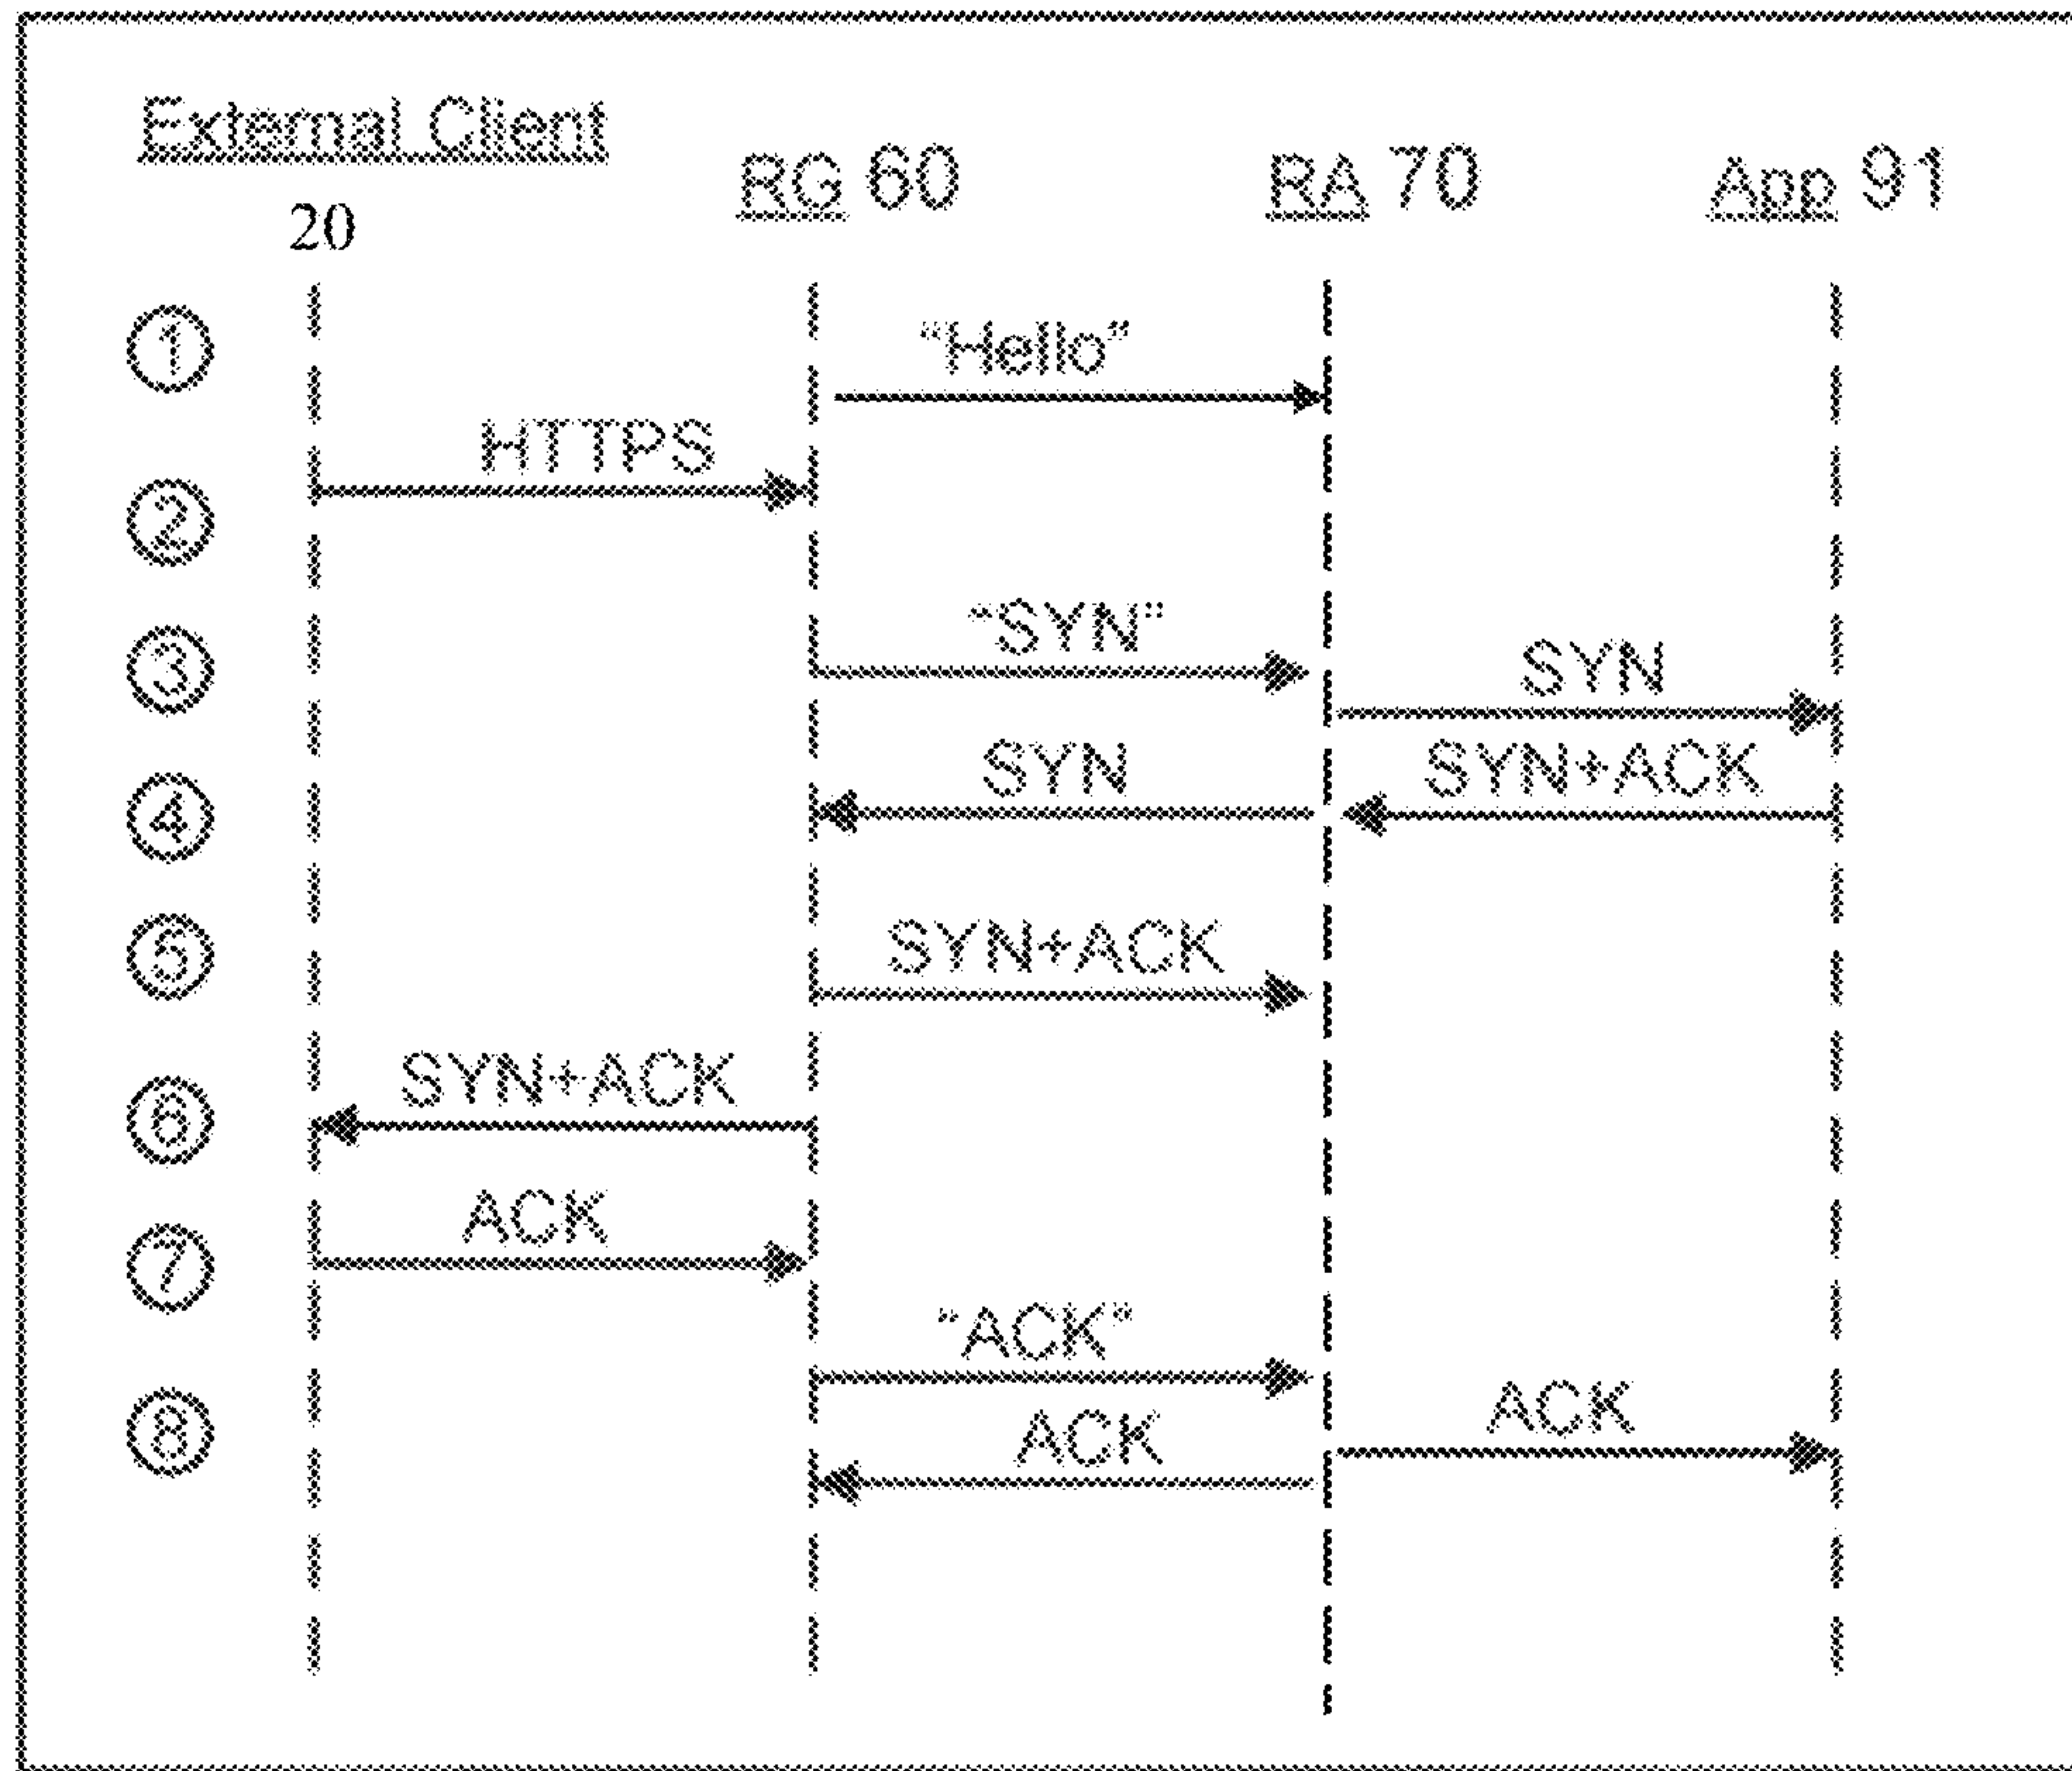 External Client
20
RG 60
RA 70
App 91
①
"Hello"
HTTPS
②
"SYN"
③
SYN
SYN
SYN+ACK
④
SYN+ACK
⑤
SYN+ACK
⑥
ACK
⑦
"ACK"
ACK
ACK
⑧